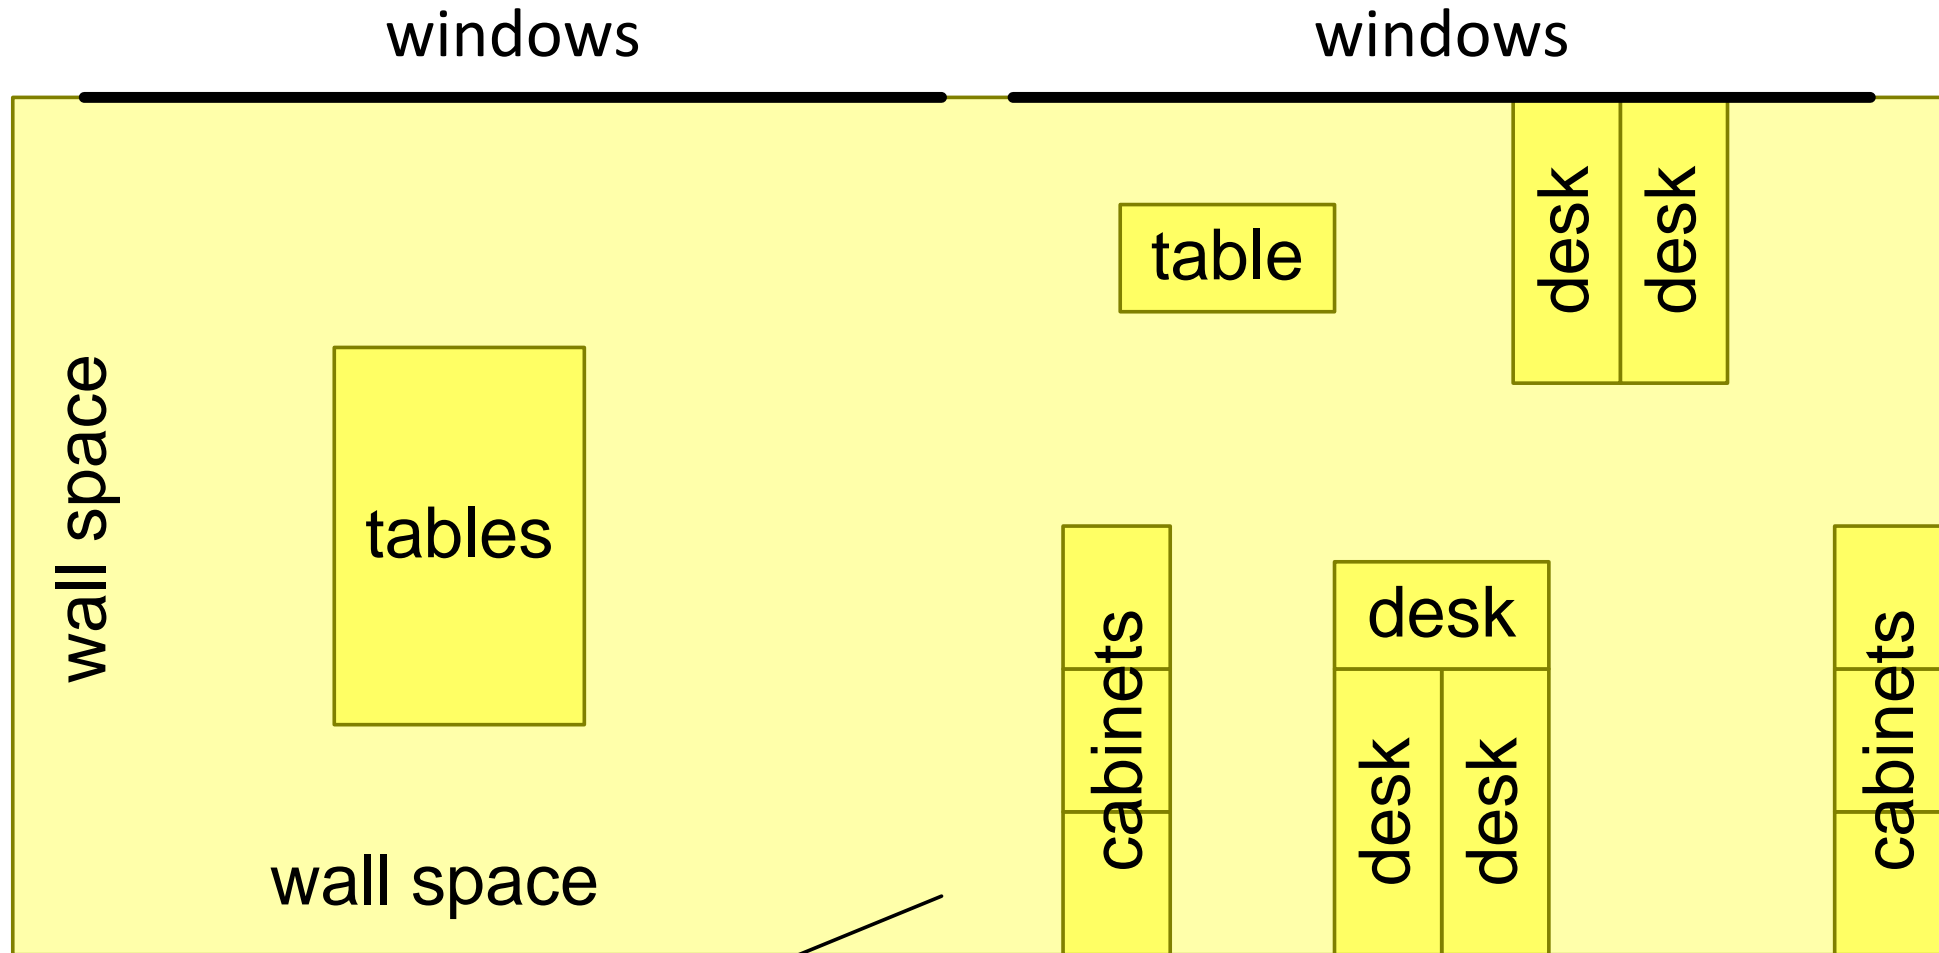 windows
windows
desk
desk
table
wall space
tables
desk
cabinets
cabinets
desk
desk
wall space